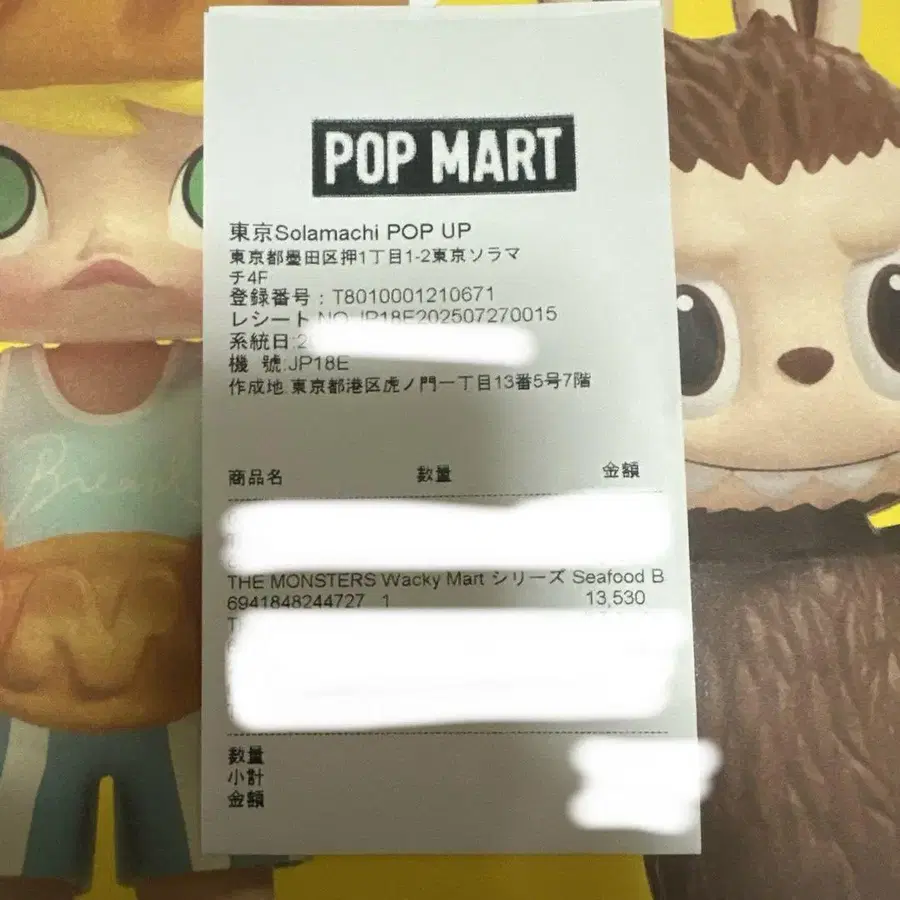 POP MART
東京Solamachi POP UP
東京都墨田区押1丁目1-2東京ソラマ
チ4F
登録番号：T8010001210671
レシートNO.JP18E202507270015
系統日:2
機 號:JP18E
作成地:東京都港区虎ノ門一丁目13番5号7階
商品名 数量 金額
THE MONSTERS Wacky Mart シリーズ Seafood B
6941848244727 1 13,530
T
数量
小計
金額
Bread